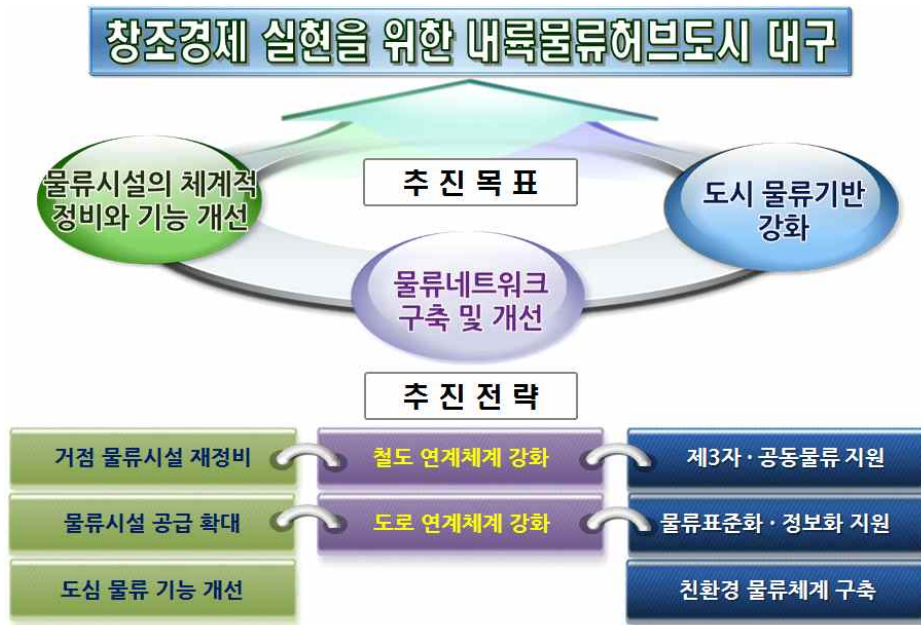 창조경제 실현을 위한 내륙물류허브도시 대구
추 진 목 표
물류시설의 체계적
정비와 기능 개선
도시 물류기반
강화
물류네트워크
구축 및 개선
추 진 전 략
거점 물류시설 재정비
철도 연계체계 강화
제3자 · 공동물류 지원
물류시설 공급 확대
도로 연계체계 강화
물류표준화 · 정보화 지원
도심 물류 기능 개선
친환경 물류체계 구축